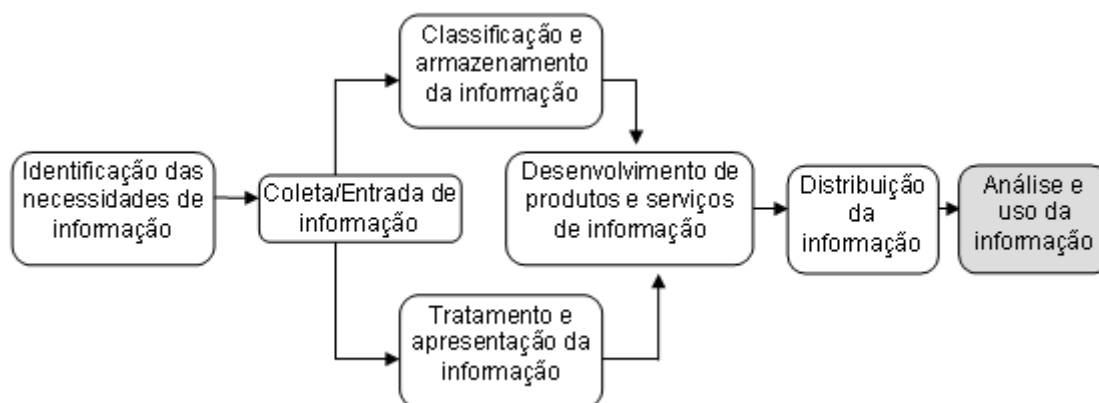 Identificação das
necessidades de
informação
Coleta/Entrada de
informação
Classificação e
armazenamento
da informação
Tratamento e
apresentação da
informação
Desenvolvimento de
produtos e serviços
de informação
Distribuição
da
informação
Análise e
uso da
informação